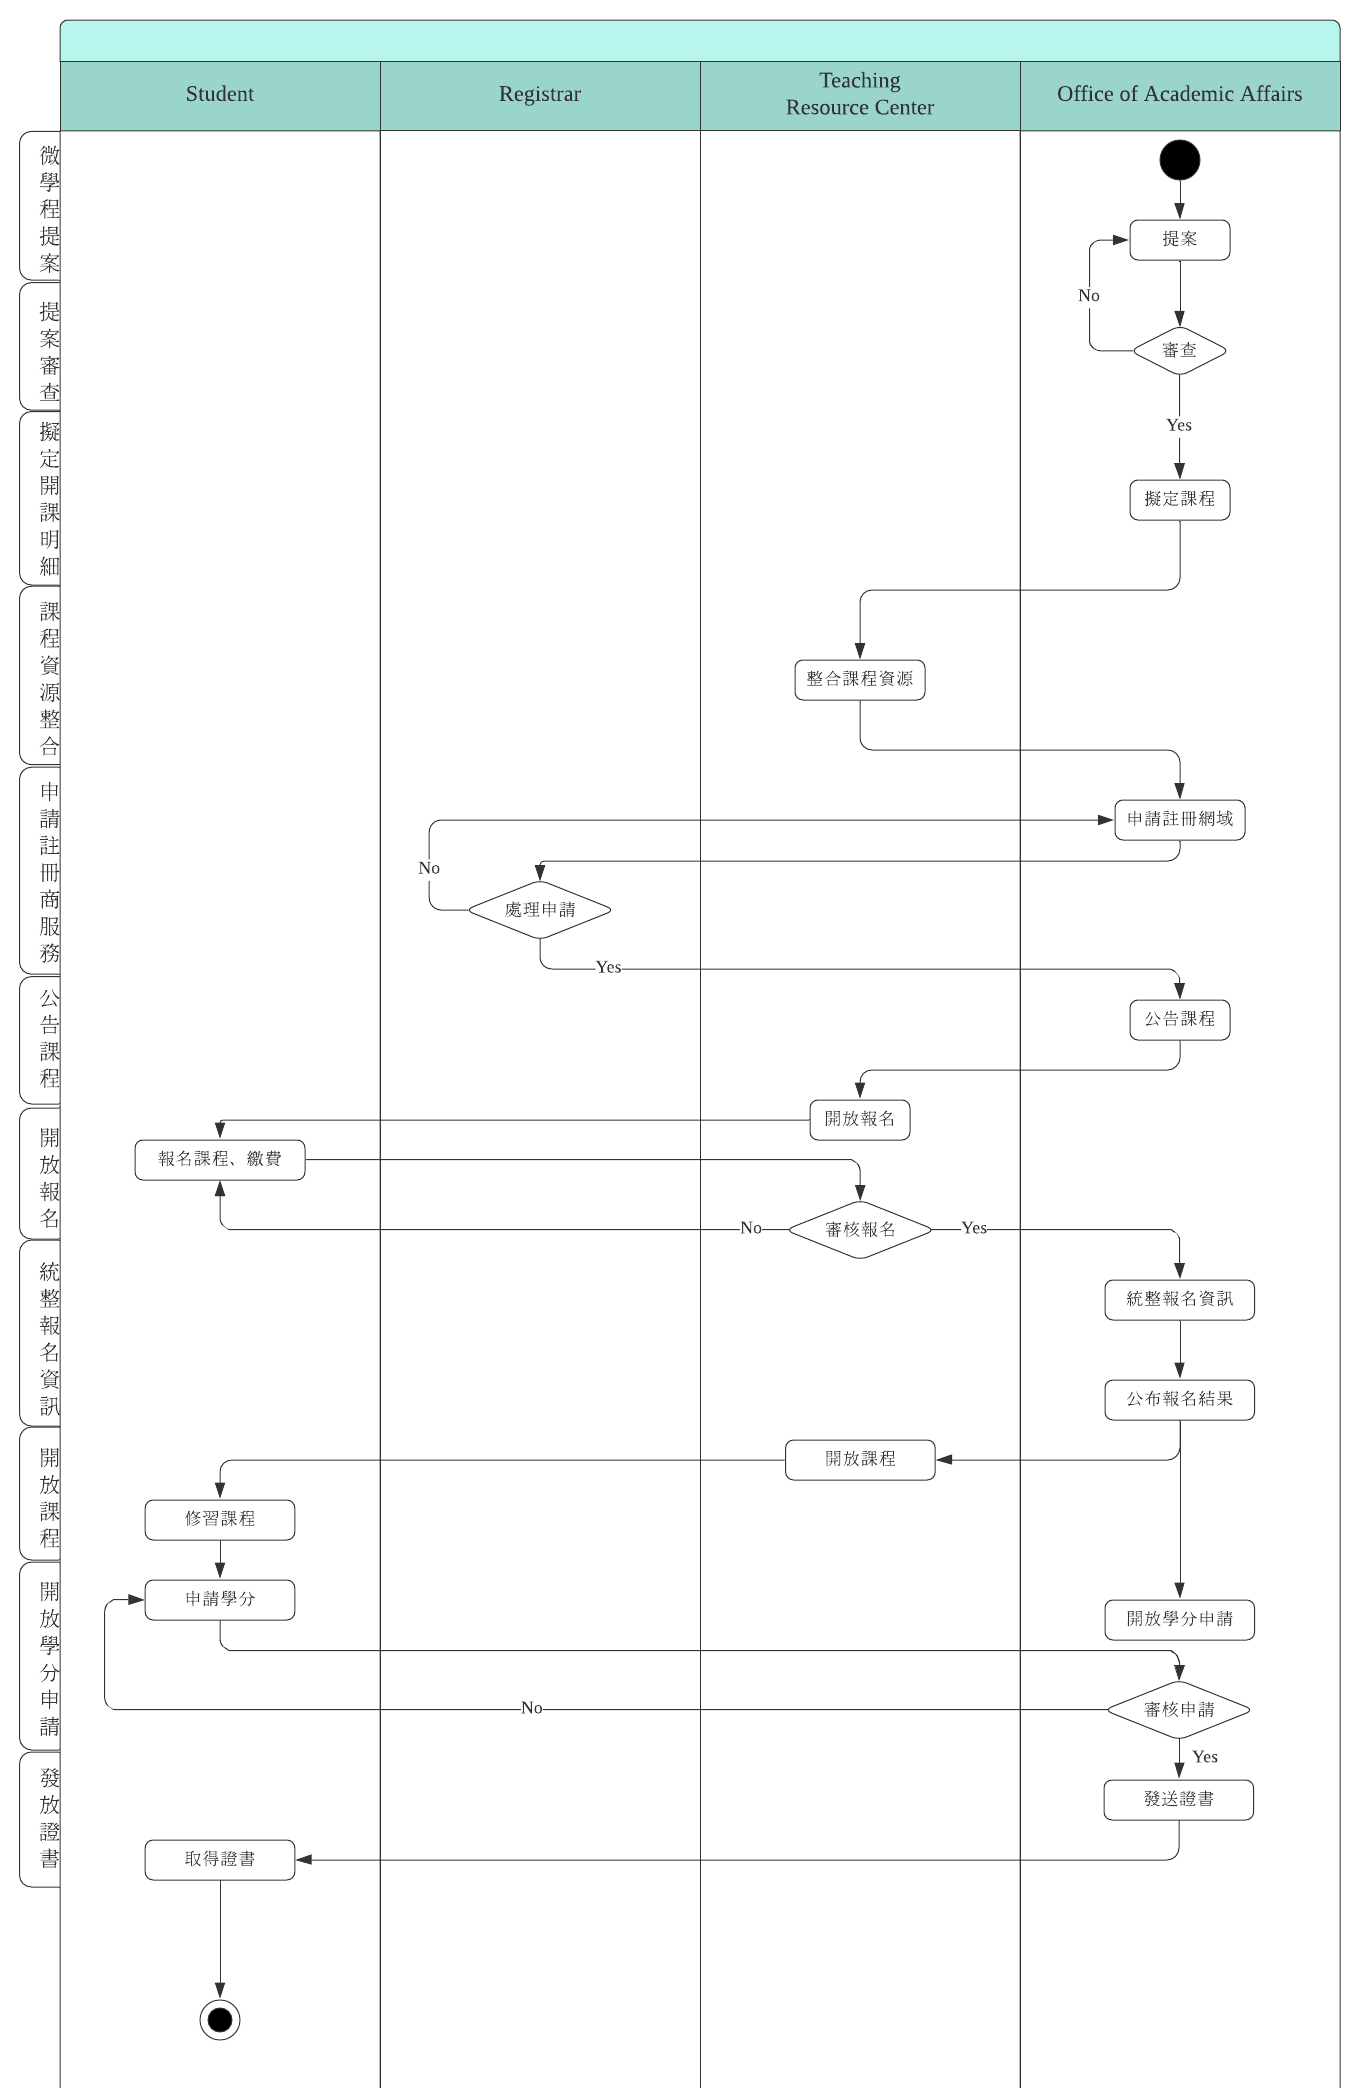 Student
Registrar
Teaching
Resource Center
Office of Academic Affairs
微學程提案
提案
No
提案審查
審查
Yes
擬定開課明細
擬定課程
課程資源整合
整合課程資源
申請註冊商服務
申請註冊網域
No
處理申請
Yes
公告課程
公告課程
開放報名
開放報名
報名課程、繳費
No
審核報名
Yes
統整報名資訊
統整報名資訊
公布報名結果
開放課程
開放課程
修習課程
開放學分申請
申請學分
開放學分申請
No
審核申請
Yes
發放證書
發送證書
取得證書